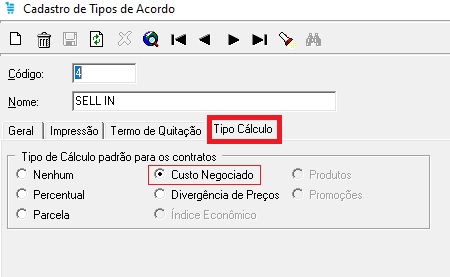 Cadastro de Tipos de Acordo
Código: 4
Nome: SELL IN
Geral Impressão Termo de Quitação Tipo Cálculo
Tipo de Cálculo padrão para os contratos
Nenhum Custo Negociado Produtos
Percentual Divergência de Preços Promoções
Parcela Índice Econômico